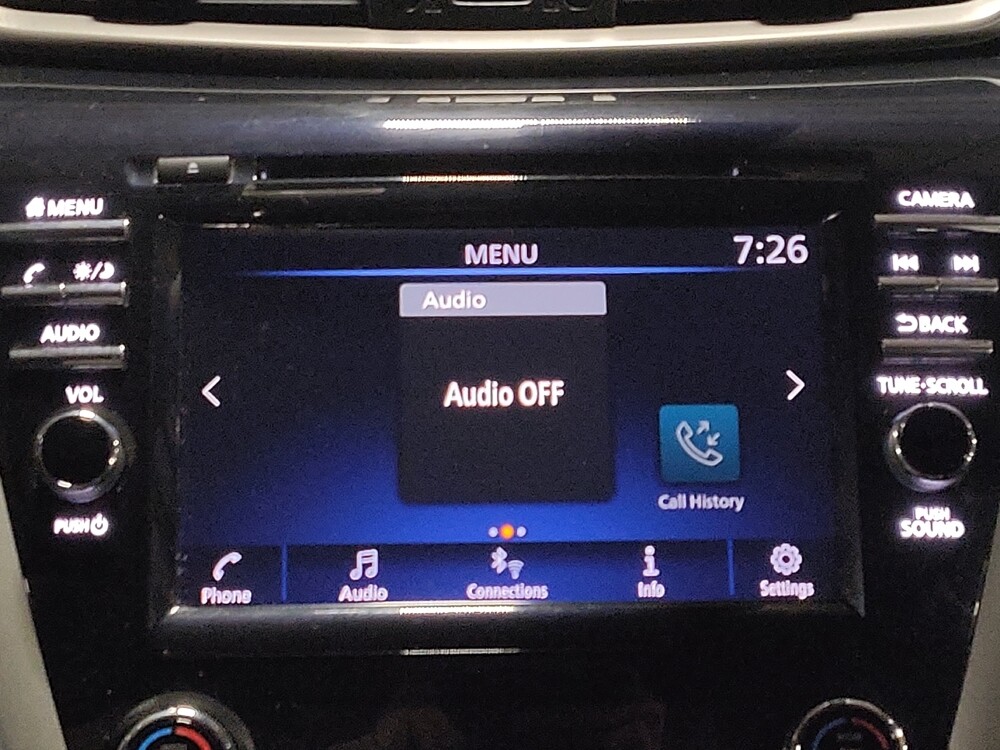 MENU
CAMERA
AUDIO
VOL
PUSH
BACK
TUNE·SCROLL
PUSH
SOUND
MENU
7:26
Audio
Audio OFF
Call History
Phone
Audio
Connections
Info
Settings